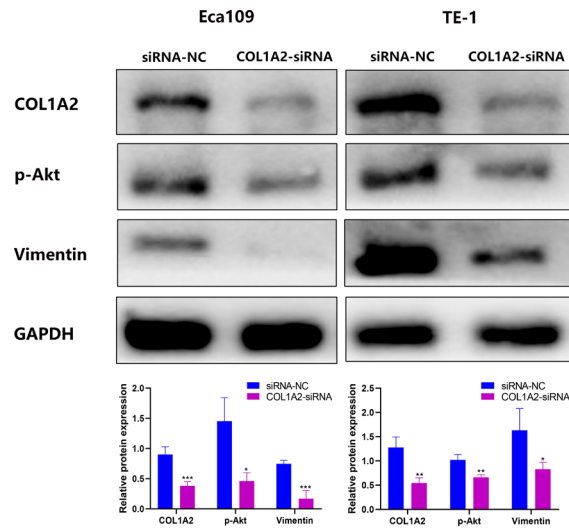 Eca109 TE-1
siRNA-NC COL1A2-siRNA siRNA-NC COL1A2-siRNA
COL1A2
p-Akt
Vimentin
GAPDH
siRNA-NC
COL1A2-siRNA
Relative protein expression
2.0
1.5
1.0
0.5
0.0
*** * ***
COL1A2 p-Akt Vimentin
siRNA-NC
COL1A2-siRNA
Relative protein expression
2.5
2.0
1.5
1.0
0.5
0.0
** ** *
COL1A2 p-Akt Vimentin